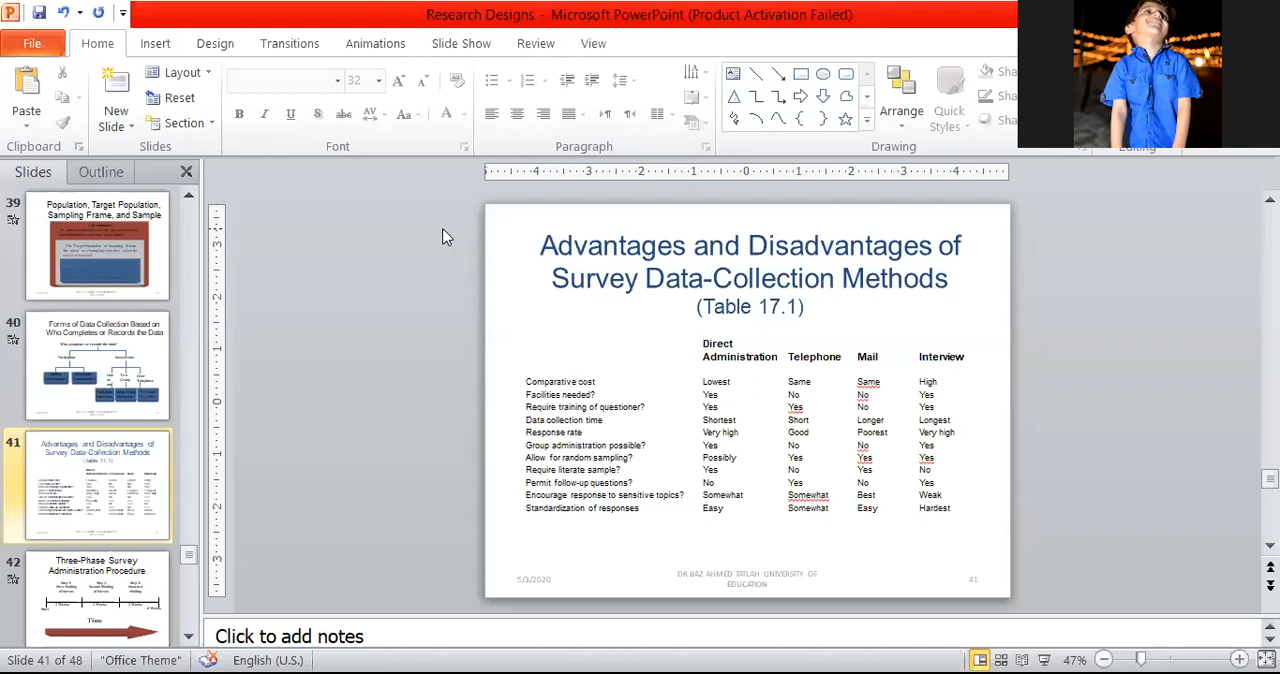 Research Designs - Microsoft PowerPoint (Product Activation Failed)
File Home Insert Design Transitions Animations Slide Show Review View
Paste
New Slide
Layout
Reset
Section
32
Arrange
Quick Styles
Sha
Sha
Sha
Clipboard Slides Font Paragraph Drawing Editing
Slides Outline
39
Population, Target Population,
Sampling Frame, and Sample
40
Forms of Data Collection Based on
Who Completes or Records the Data
41
Advantages and Disadvantages of
Survey Data-Collection Methods
(Table 17.1)
42
Three-Phase Survey
Administration Procedure
Time
Advantages and Disadvantages of
Survey Data-Collection Methods
(Table 17.1)
Direct
Administration Telephone Mail Interview
Comparative cost Lowest Same Same High
Facilities needed? Yes No No Yes
Require training of questioner? Yes Yes No Yes
Data collection time Shortest Short Longer Longest
Response rate Very high Good Poorest Very high
Group administration possible? Yes No No Yes
Allow for random sampling? Possibly Yes Yes Yes
Require literate sample? Yes No Yes No
Permit follow-up questions? No Yes No Yes
Encourage response to sensitive topics? Somewhat Somewhat Best Weak
Standardization of responses Easy Somewhat Easy Hardest
5/3/2020
DR IJAZ AHMED TATLAH UNIVERSITY OF
EDUCATION
41
Click to add notes
Slide 41 of 48 "Office Theme" English (U.S.) 47%